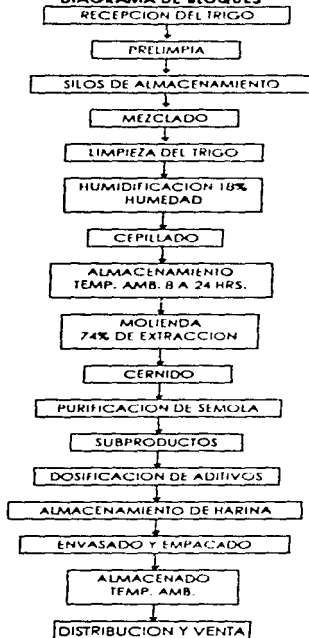 DIAGRAMA DE BLOQUES
RECEPCION DEL TRIGO
PRELIMPIA
SILOS DE ALMACENAMIENTO
MEZCLADO
LIMPIEZA DEL TRIGO
HUMIDIFICACION 18%
HUMEDAD
CEPILLADO
ALMACENAMIENTO
TEMP. AMB. 8 A 24 HRS.
MOLIENDA
74% DE EXTRACCION
CERNIDO
PURIFICACION DE SEMOLA
SUBPRODUCTOS
DOSIFICACION DE ADITIVOS
ALMACENAMIENTO DE HARINA
ENVASADO Y EMPACADO
ALMACENADO
TEMP. AMB.
DISTRIBUCION Y VENTA